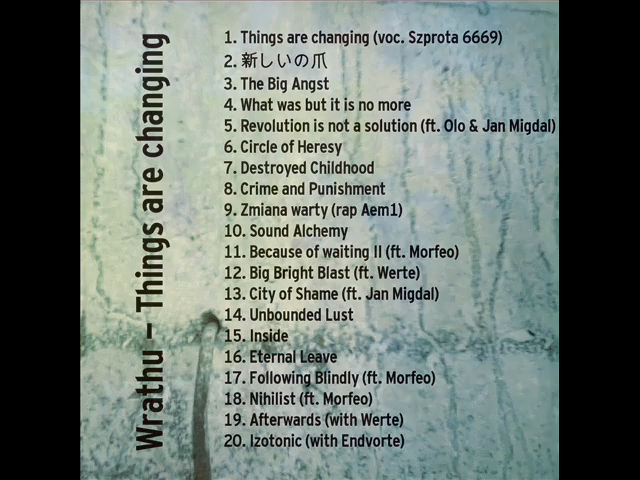 Wrathu – Things are changing
1. Things are changing (voc. Szprota 6669)
2. 新しいの爪
3. The Big Angst
4. What was but it is no more
5. Revolution is not a solution (ft. Olo & Jan Migdal)
6. Circle of Heresy
7. Destroyed Childhood
8. Crime and Punishment
9. Zmiana warty (rap Aem1)
10. Sound Alchemy
11. Because of waiting II (ft. Morfeo)
12. Big Bright Blast (ft. Werte)
13. City of Shame (ft. Jan Migdal)
14. Unbounded Lust
15. Inside
16. Eternal Leave
17. Following Blindly (ft. Morfeo)
18. Nihilist (ft. Morfeo)
19. Afterwards (with Werte)
20. Izotonic (with Endvorte)